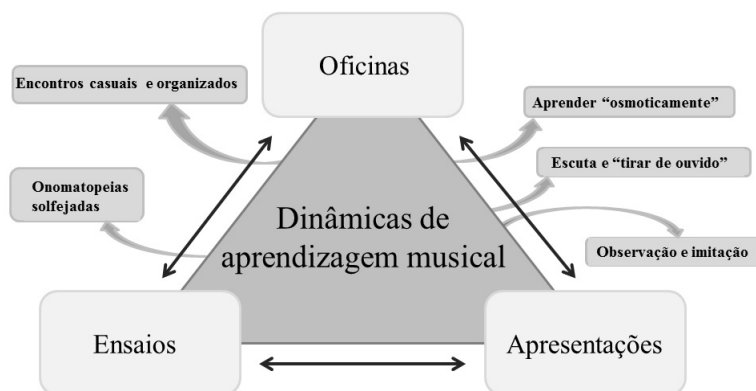 Oficinas
Encontros casuais e organizados
Aprender “osmoticamente”
Escuta e “tirar de ouvido”
Onomatopeias
solfejadas
Dinâmicas de
aprendizagem musical
Observação e imitação
Ensaios
Apresentações